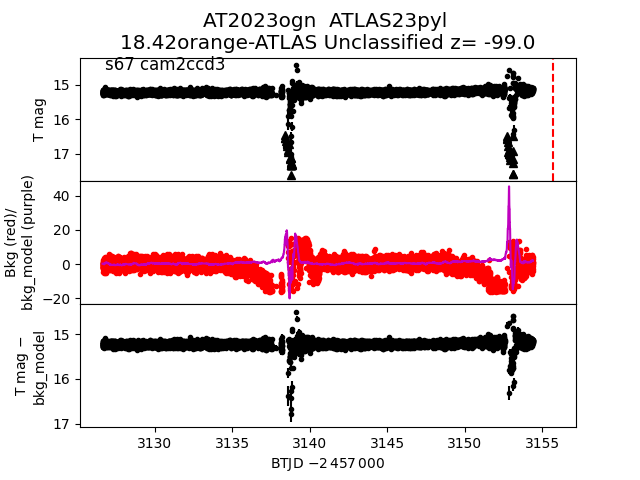 AT2023ogn  ATLAS23pyl
18.42orange-ATLAS Unclassified z= -99.0
s67 cam2ccd3
15
16
17
T mag
40
20
0
−20
Bkg (red)/
bkg_model (purple)
15
16
17
T mag −
bkg_model
3130
3135
3140
3145
3150
3155
BTJD −2 457 000